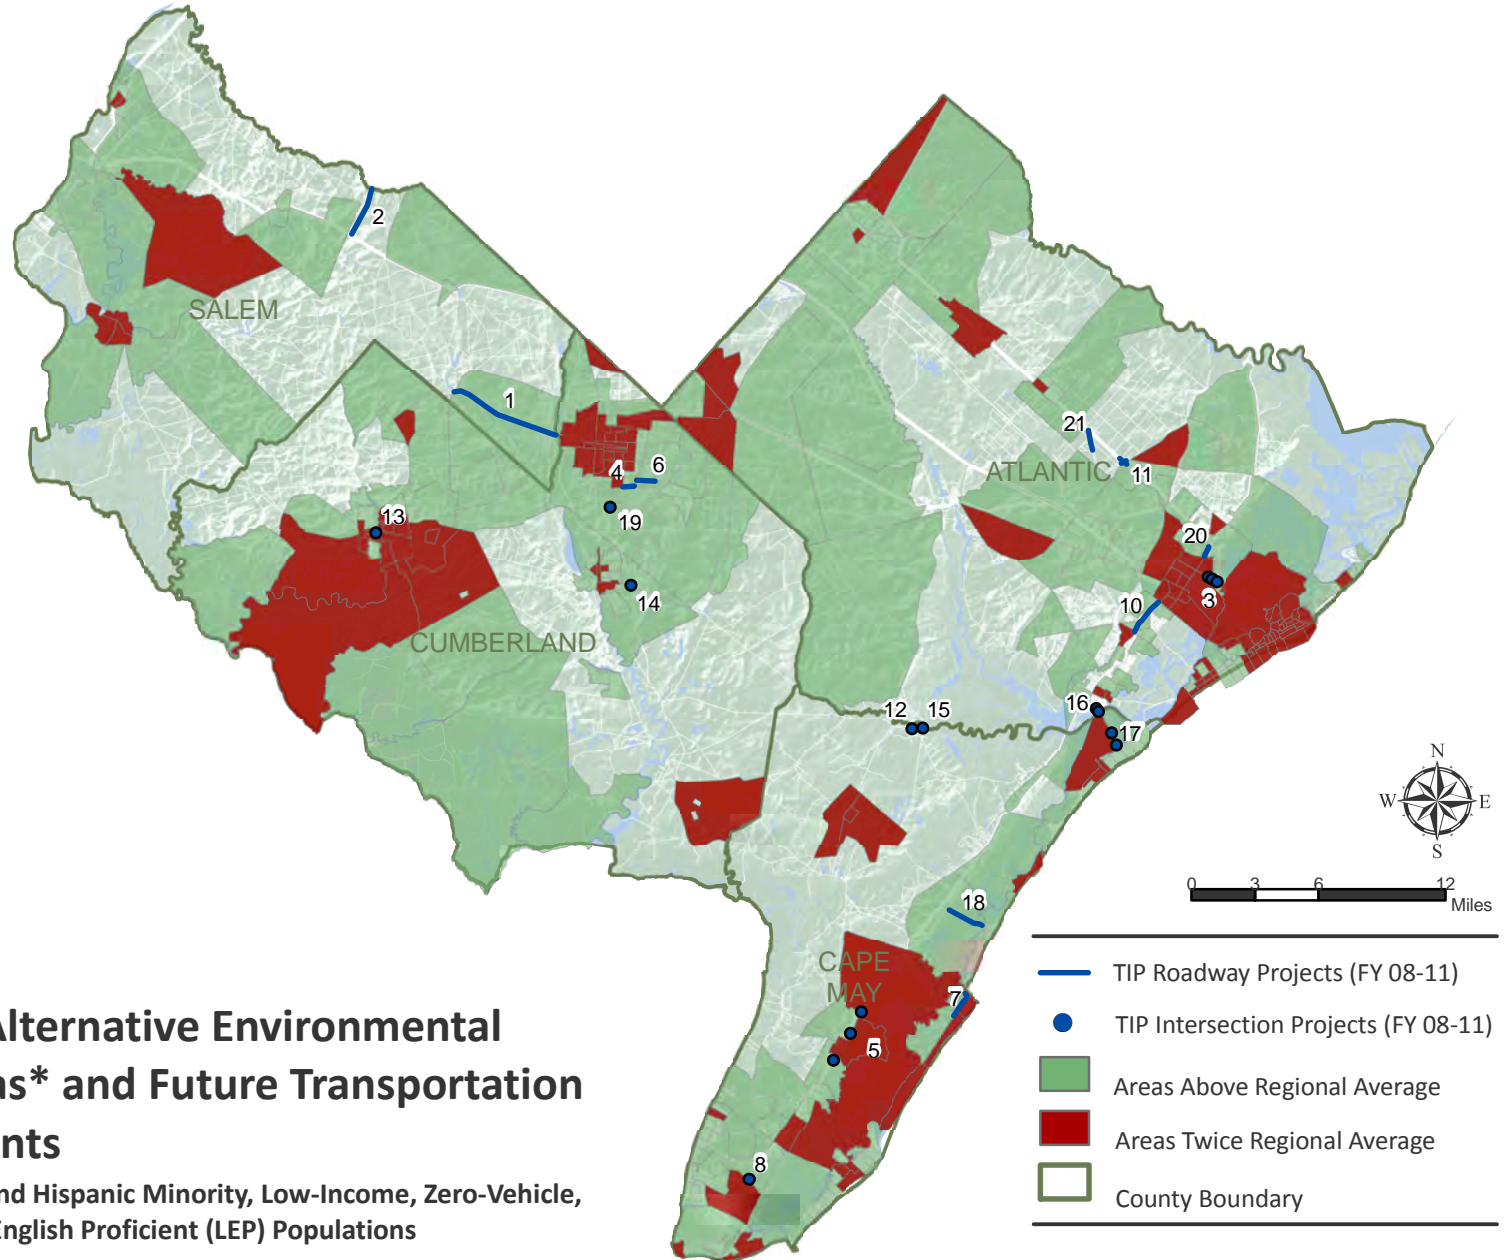 2
SALEM
1
21
ATLANTIC
11
4
6
19
13
20
3
14
10
CUMBERLAND
16
12
15
17
N
W
E
S
0 3 6 12
Miles
18
CAPE
MAY
7
5
8
TIP Roadway Projects (FY 08-11)
TIP Intersection Projects (FY 08-11)
Areas Above Regional Average
Areas Twice Regional Average
County Boundary
Alternative Environmental
as* and Future Transportation
nts
nd Hispanic Minority, Low-Income, Zero-Vehicle,
English Proficient (LEP) Populations